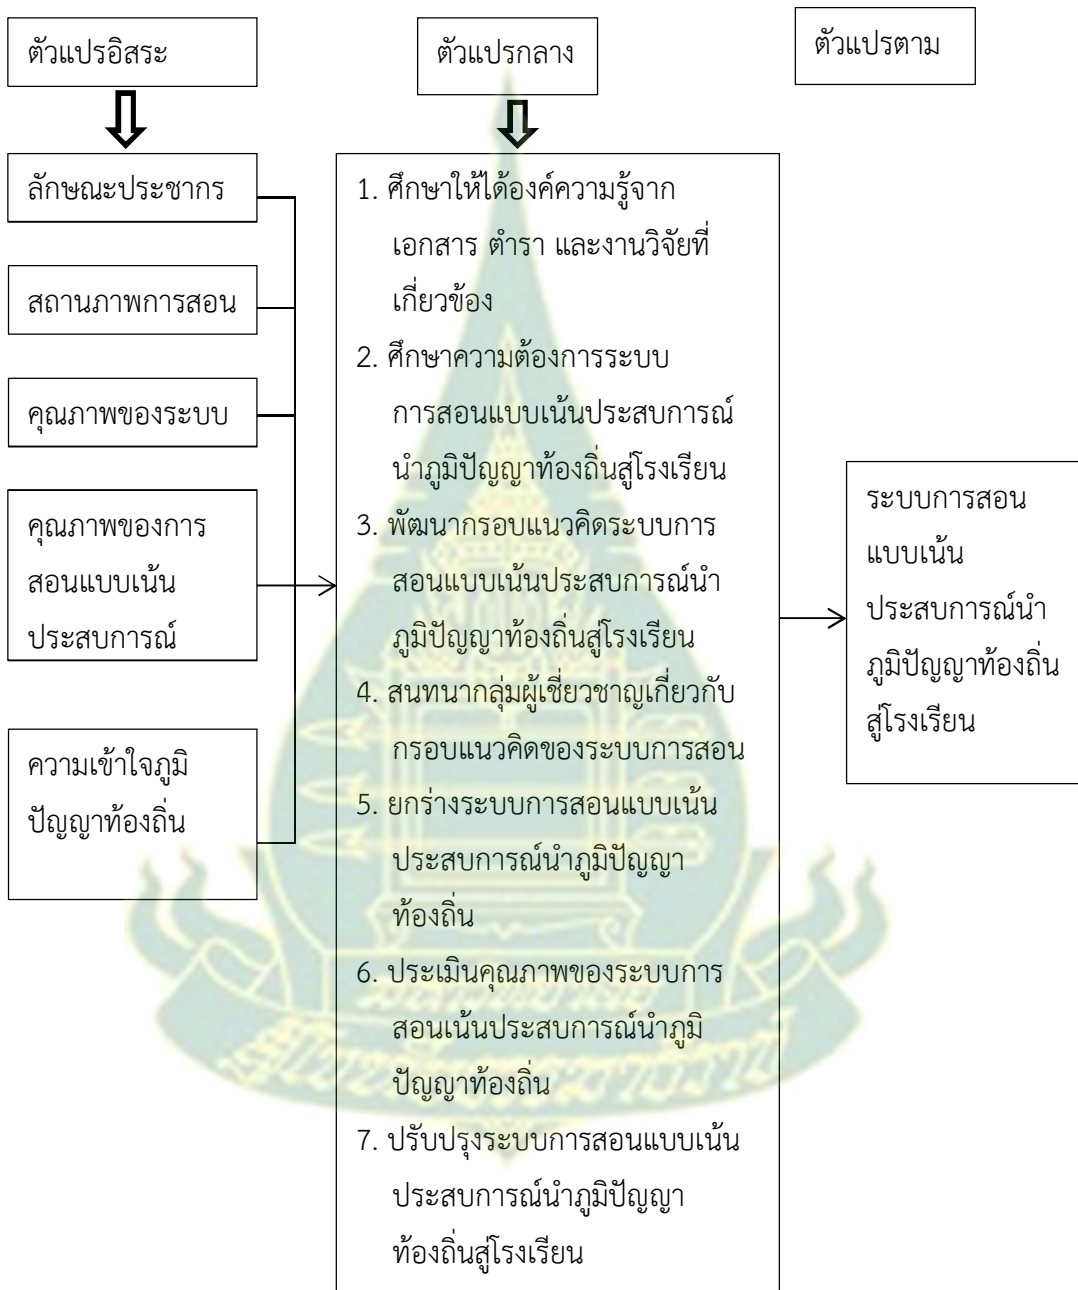 ตัวแปรอิสระ
ตัวแปรกลาง
ตัวแปรตาม
ลักษณะประชากร
สถานภาพการสอน
คุณภาพของระบบ
คุณภาพของการ
สอนแบบเน้น
ประสบการณ์
ความเข้าใจภูมิ
ปัญญาท้องถิ่น
1. ศึกษาให้ได้องค์ความรู้จาก
เอกสาร ตำรา และงานวิจัยที่
เกี่ยวข้อง
2. ศึกษาความต้องการระบบ
การสอนแบบเน้นประสบการณ์
นำภูมิปัญญาท้องถิ่นสู่โรงเรียน
3. พัฒนากรอบแนวคิดระบบการ
สอนแบบเน้นประสบการณ์นำ
ภูมิปัญญาท้องถิ่นสู่โรงเรียน
4. สนทนากลุ่มผู้เชี่ยวชาญเกี่ยวกับ
กรอบแนวคิดของระบบการสอน
5. ยกร่างระบบการสอนแบบเน้น
ประสบการณ์นำภูมิปัญญา
ท้องถิ่น
6. ประเมินคุณภาพของระบบการ
สอนเน้นประสบการณ์นำภูมิ
ปัญญาท้องถิ่น
7. ปรับปรุงระบบการสอนแบบเน้น
ประสบการณ์นำภูมิปัญญา
ท้องถิ่นสู่โรงเรียน
ระบบการสอน
แบบเน้น
ประสบการณ์นำ
ภูมิปัญญาท้องถิ่น
สู่โรงเรียน